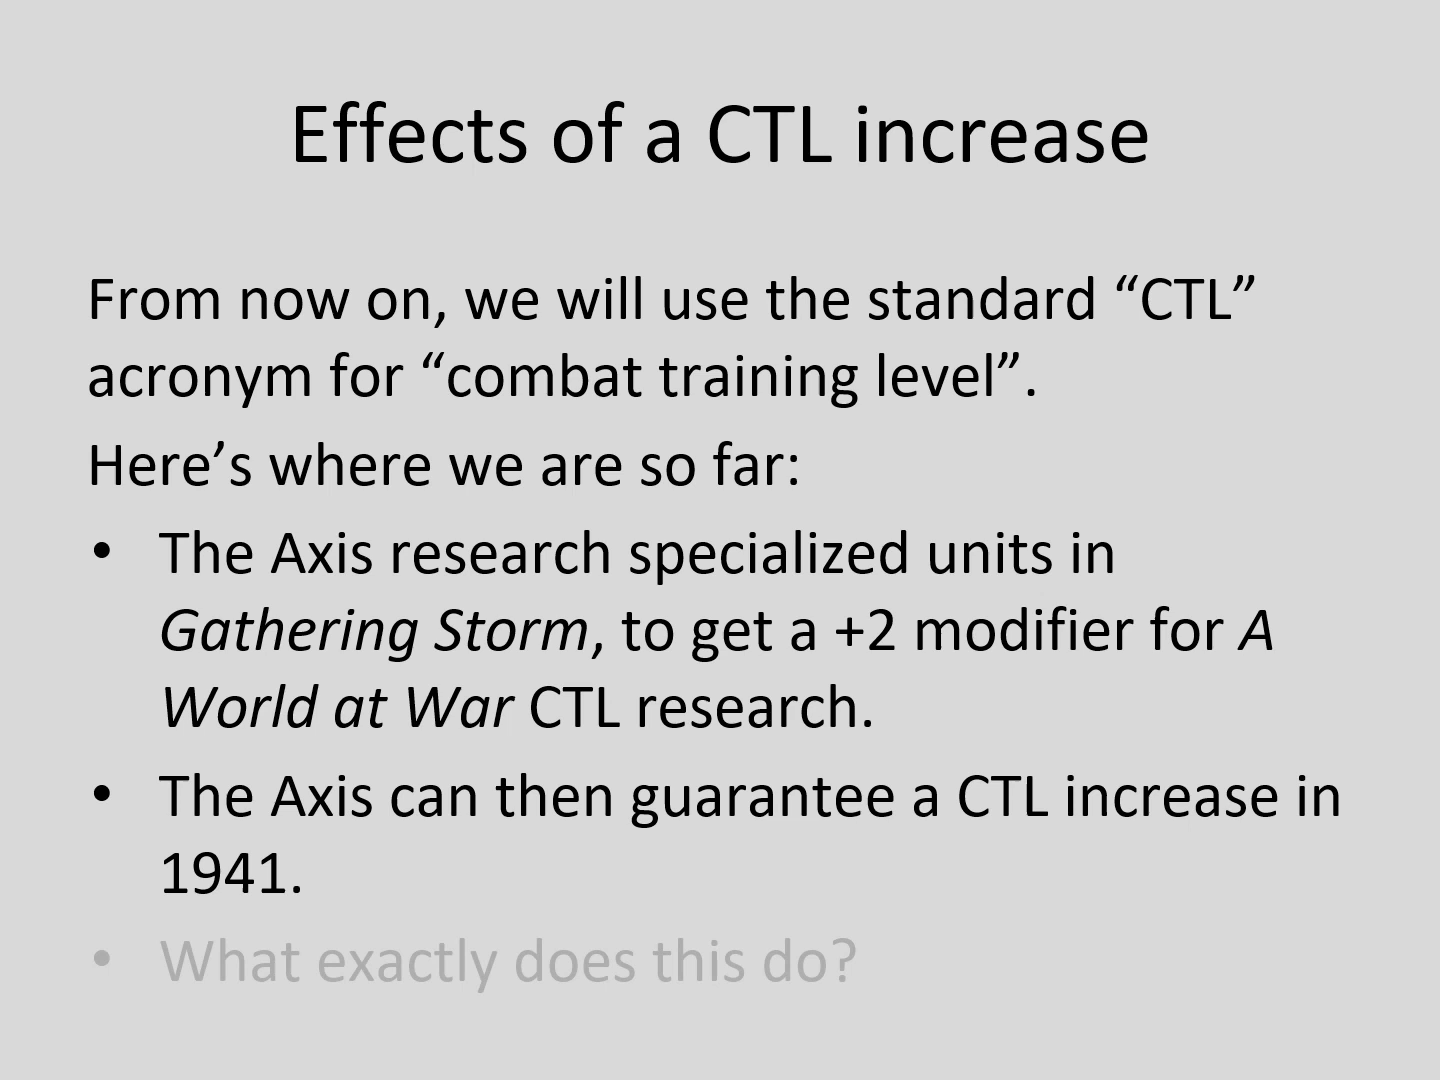 Effects of a CTL increase
From now on, we will use the standard “CTL”
acronym for “combat training level”.
Here’s where we are so far:
• The Axis research specialized units in
Gathering Storm, to get a +2 modifier for A
World at War CTL research.
• The Axis can then guarantee a CTL increase in
1941.
• What exactly does this do?